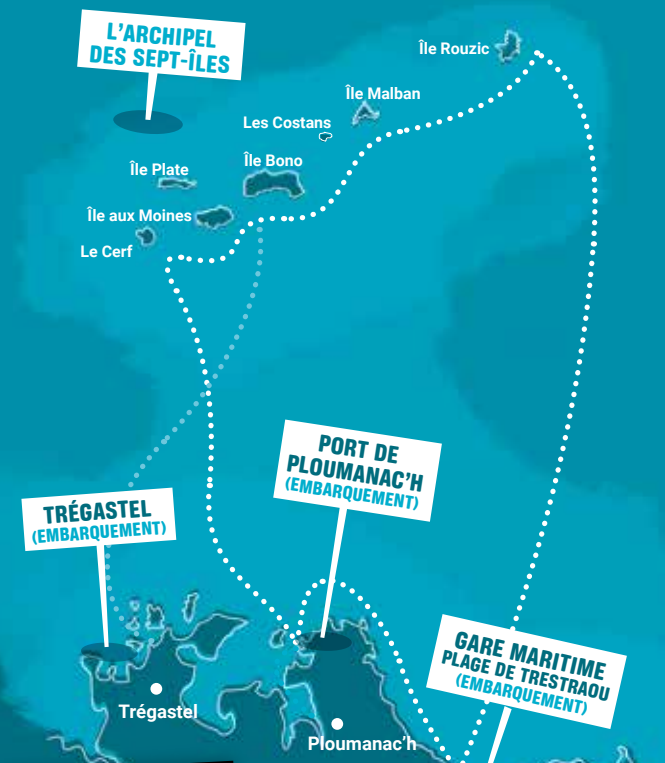 L'ARCHIPEL
DES SEPT-ÎLES
Île Rouzic
Île Malban
Les Costans
Île Bono
Île Plate
Île aux Moines
Le Cerf
PORT DE
PLOUMANAC'H
(EMBARQUEMENT)
TRÉGASTEL
(EMBARQUEMENT)
GARE MARITIME
PLAGE DE TRESTRAOU
(EMBARQUEMENT)
Trégastel
Ploumanac'h